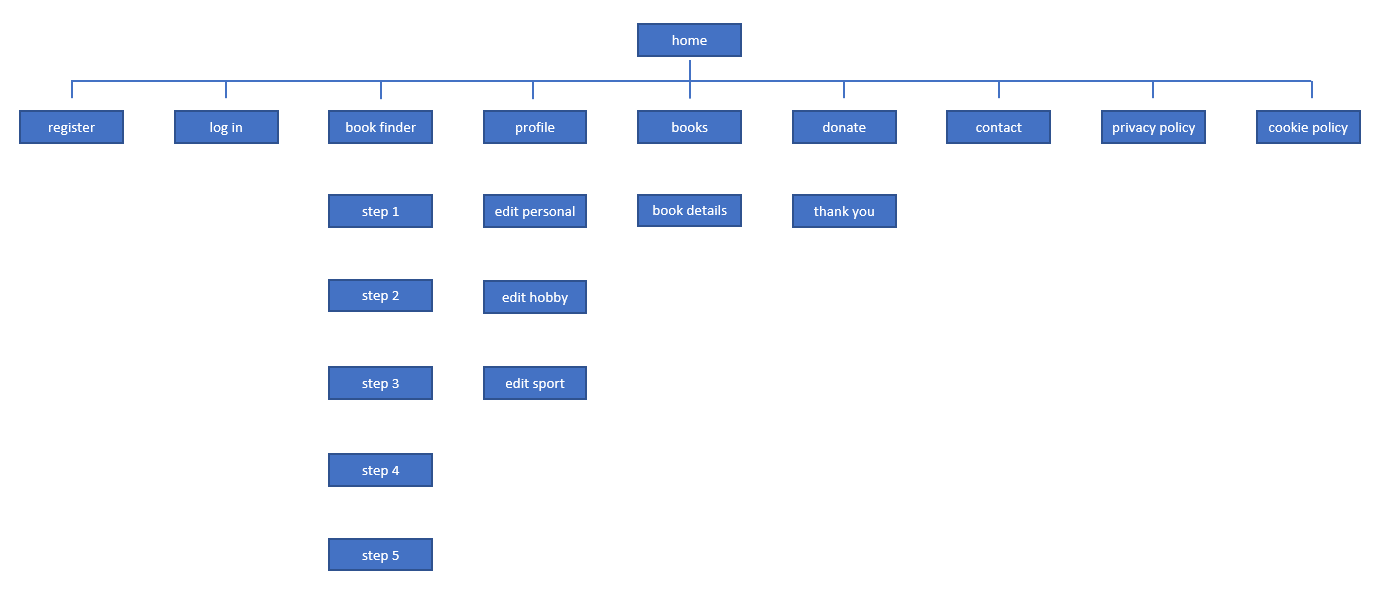 home
register
log in
book finder
profile
books
donate
contact
privacy policy
cookie policy
step 1
edit personal
book details
thank you
step 2
edit hobby
step 3
edit sport
step 4
step 5